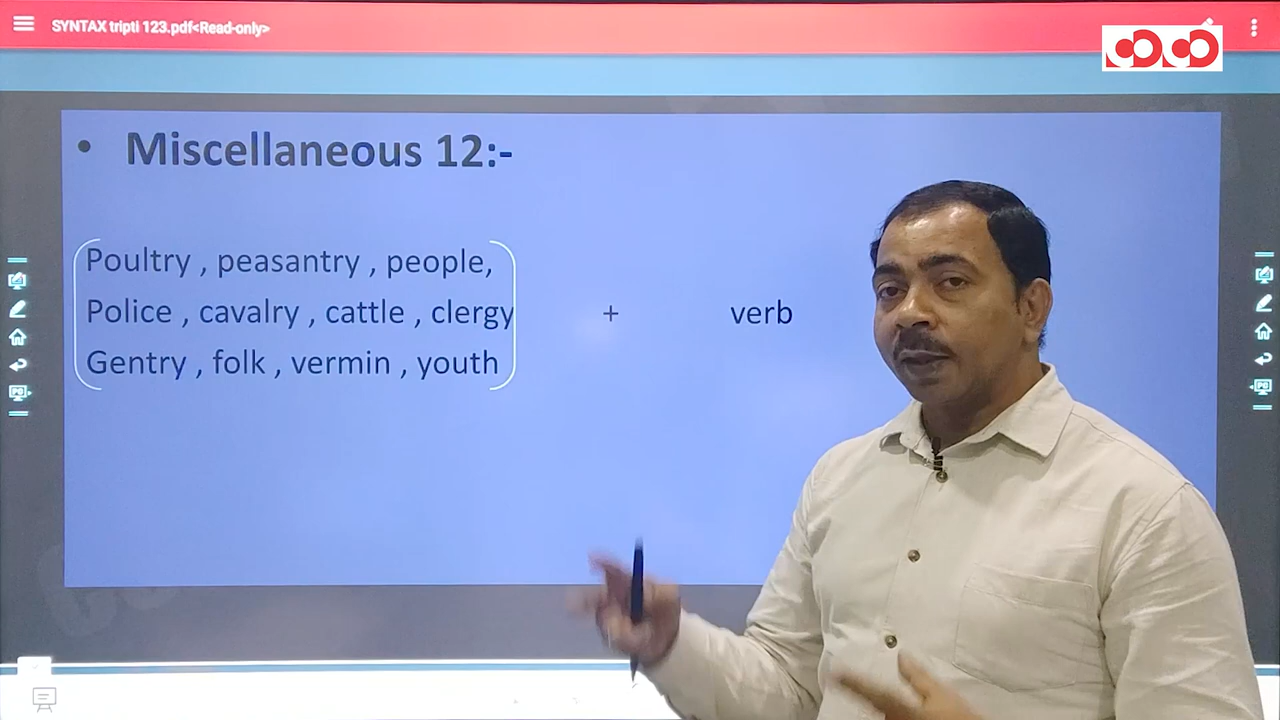 SYNTAX tripti 123.pdf<Read-only>
• Miscellaneous 12:-
Poultry , peasantry , people,
Police , cavalry , cattle , clergy + verb
Gentry , folk , vermin , youth